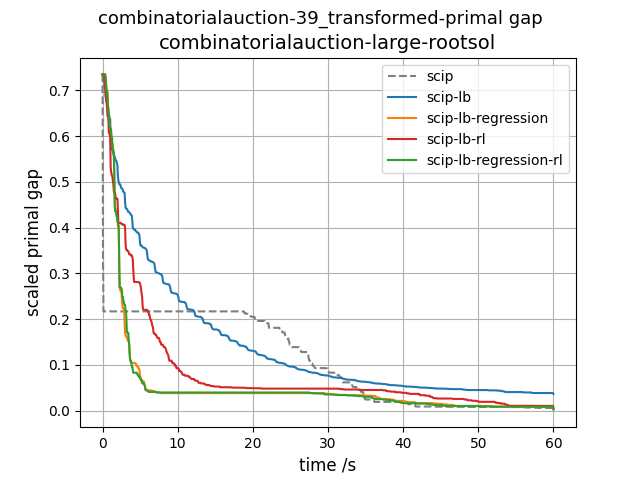 combinatorialauction-39_transformed-primal gap
combinatorialauction-large-rootsol
scip
scip-lb
scip-lb-regression
scip-lb-rl
scip-lb-regression-rl
scaled primal gap
0.7
0.6
0.5
0.4
0.3
0.2
0.1
0.0
0 10 20 30 40 50 60
time /s